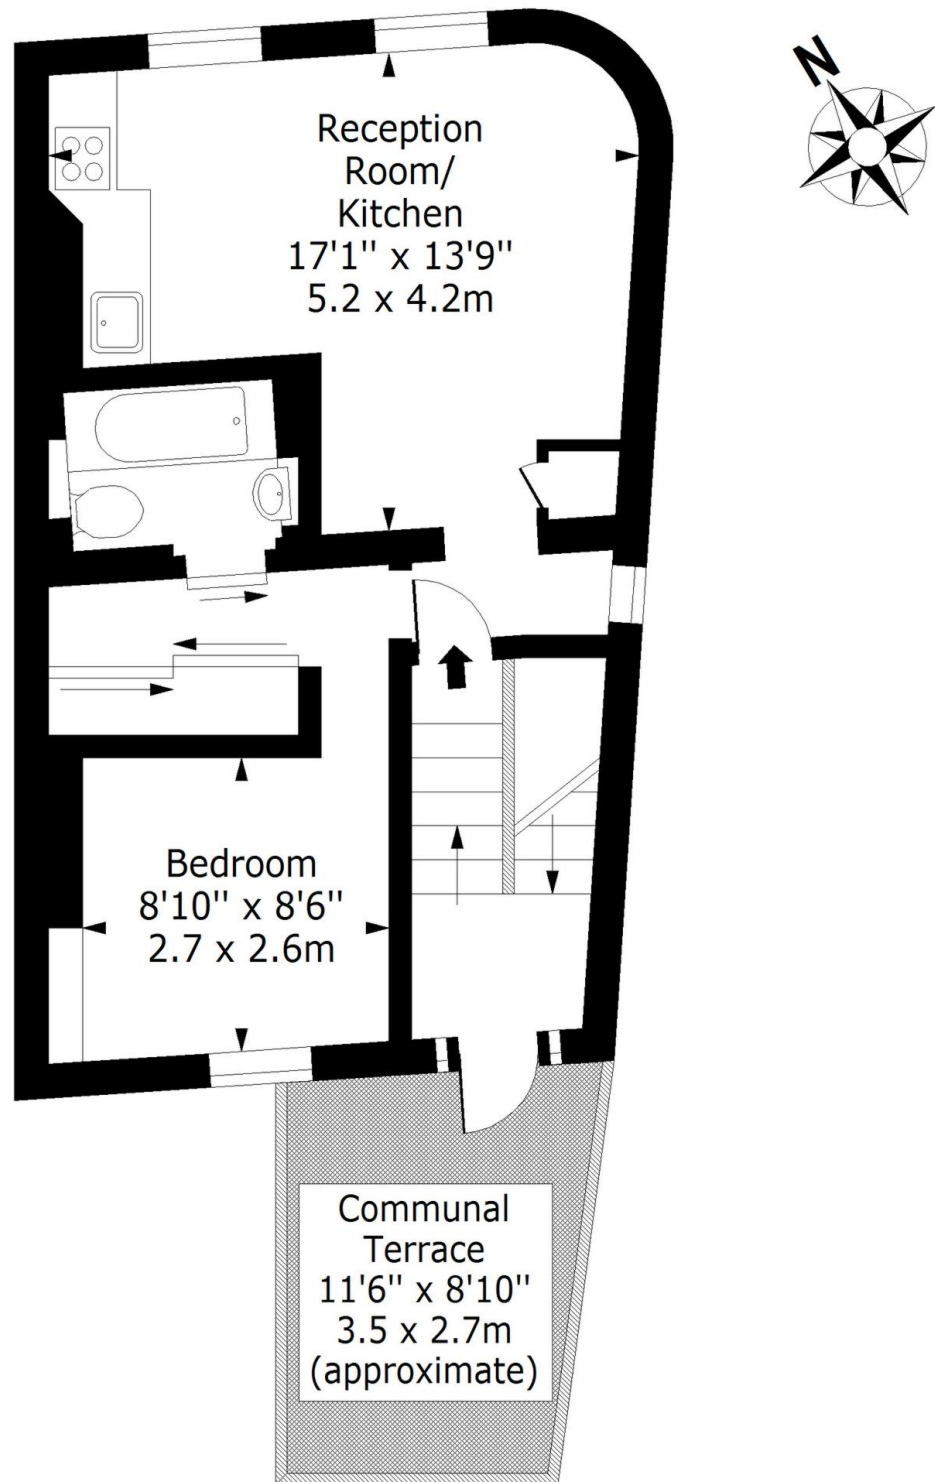 N
Reception
Room/
Kitchen
17'1" x 13'9"
5.2 x 4.2m
Bedroom
8'10" x 8'6"
2.7 x 2.6m
Communal
Terrace
11'6" x 8'10"
3.5 x 2.7m
(approximate)